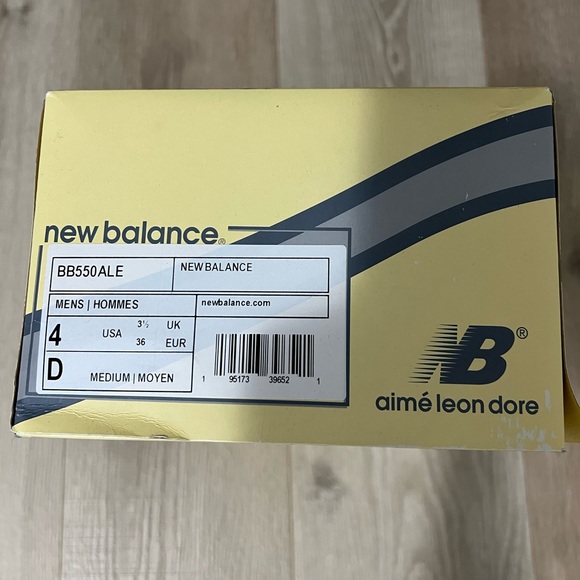 new balance®
BB550ALE NEW BALANCE
MENS | HOMMES newbalance.com
4 USA 3½ UK
36 EUR
D MEDIUM | MOYEN
1 95173 39652 1
NB®
aimé leon dore